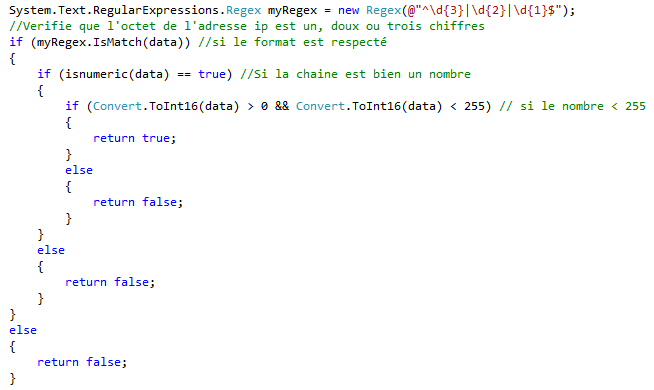 System.Text.RegularExpressions.Regex myRegex = new Regex(@"^\d{3}|\d{2}|\d{1}$");
//Verifie que l'octet de l'adresse ip est un, doux ou trois chiffres
if (myRegex.IsMatch(data)) //si le format est respecté
{
    if (isnumeric(data) == true) //Si la chaine est bien un nombre
    {
        if (Convert.ToInt16(data) > 0 && Convert.ToInt16(data) < 255) // si le nombre < 255
        {
            return true;
        }
        else
        {
            return false;
        }
    }
    else
    {
        return false;
    }
}
else
{
    return false;
}